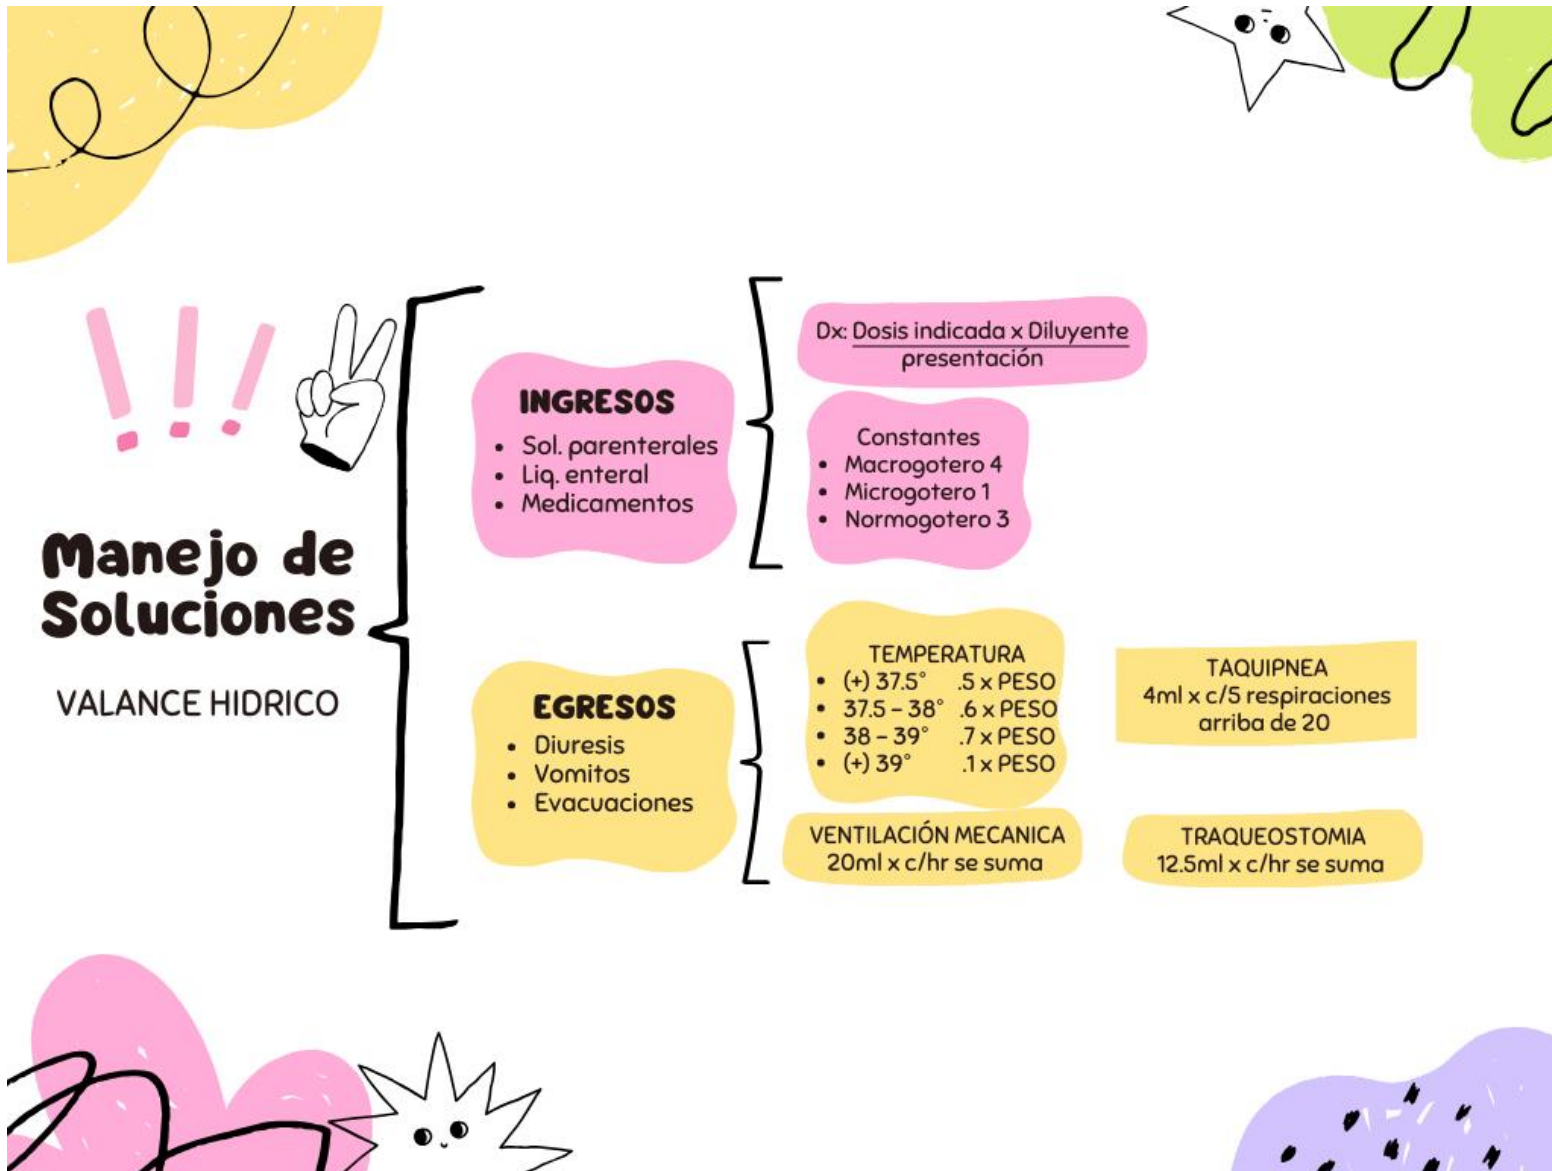 Manejo de
Soluciones
VALANCE HIDRICO
INGRESOS
• Sol. parenterales
• Liq. enteral
• Medicamentos
Dx: Dosis indicada x Diluyente
presentación
Constantes
• Macrogotero 4
• Microgotero 1
• Normogotero 3
EGRESOS
• Diuresis
• Vomitos
• Evacuaciones
TEMPERATURA
• (+) 37.5° .5 x PESO
• 37.5 – 38° .6 x PESO
• 38 – 39° .7 x PESO
• (+) 39° .1 x PESO
TAQUIPNEA
4ml x c/5 respiraciones
arriba de 20
VENTILACIÓN MECANICA
20ml x c/hr se suma
TRAQUEOSTOMIA
12.5ml x c/hr se suma